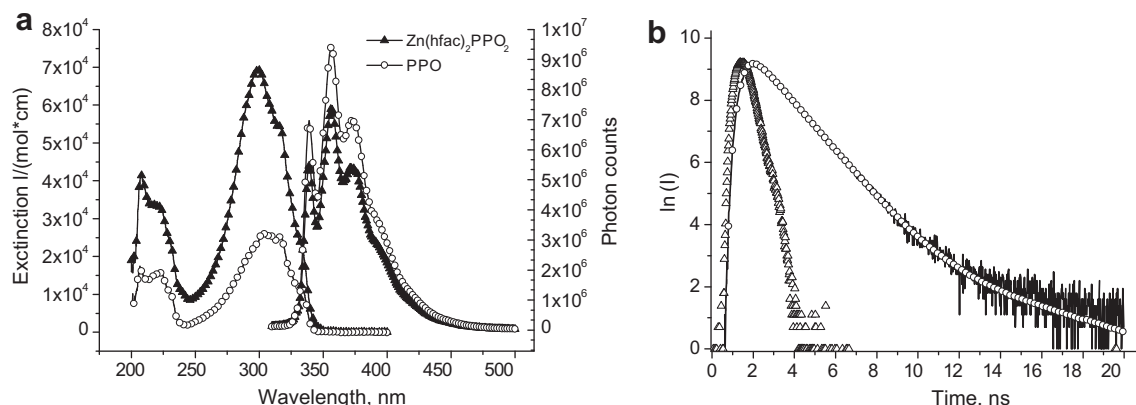 a
8x10⁴
7x10⁴
6x10⁴
5x10⁴
4x10⁴
3x10⁴
2x10⁴
1x10⁴
0
Exctinction l/(mol*cm)
Zn(hfac)₂PPO₂
PPO
1x10⁷
9x10⁶
8x10⁶
7x10⁶
6x10⁶
5x10⁶
4x10⁶
3x10⁶
2x10⁶
1x10⁶
0
Photon counts
200 250 300 350 400 450 500
Wavelength, nm
b
10
8
6
4
2
0
ln (I)
0 2 4 6 8 10 12 14 16 18 20
Time, ns